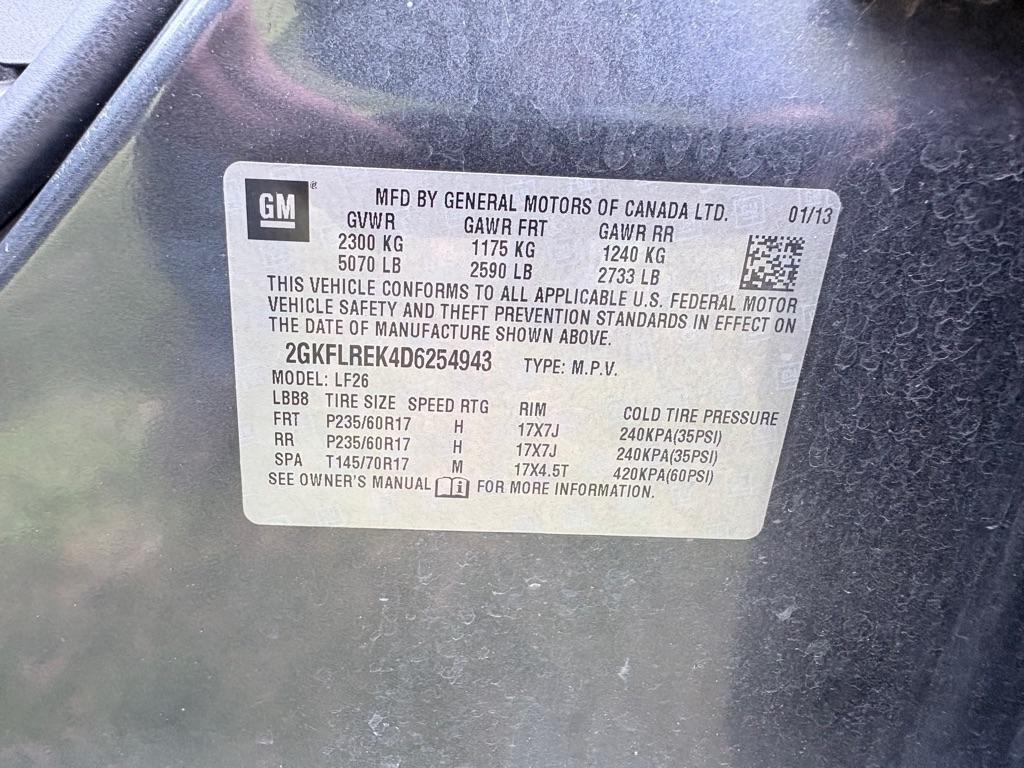 GM ® MFD BY GENERAL MOTORS OF CANADA LTD. 01/13
GVWR GAWR FRT GAWR RR
2300 KG 1175 KG 1240 KG
5070 LB 2590 LB 2733 LB
THIS VEHICLE CONFORMS TO ALL APPLICABLE U.S. FEDERAL MOTOR
VEHICLE SAFETY AND THEFT PREVENTION STANDARDS IN EFFECT ON
THE DATE OF MANUFACTURE SHOWN ABOVE.
2GKFLREK4D6254943 TYPE: M.P.V.
MODEL: LF26
LBB8 TIRE SIZE SPEED RTG RIM COLD TIRE PRESSURE
FRT P235/60R17 H 17X7J 240KPA(35PSI)
RR P235/60R17 H 17X7J 240KPA(35PSI)
SPA T145/70R17 M 17X4.5T 420KPA(60PSI)
SEE OWNER'S MANUAL FOR MORE INFORMATION.